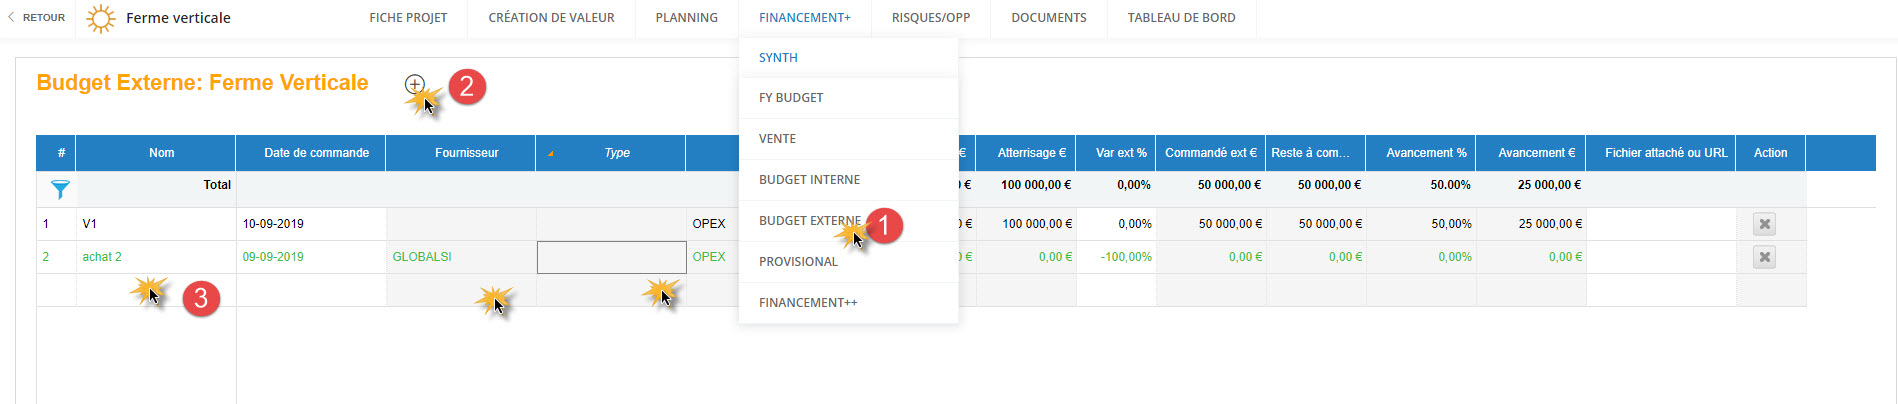 RETOUR Ferme verticale FICHE PROJET CRÉATION DE VALEUR PLANNING FINANCEMENT+ RISQUES/OPP DOCUMENTS TABLEAU DE BORD
SYNTH
FY BUDGET
VENTE
BUDGET INTERNE
BUDGET EXTERNE
PROVISIONAL
FINANCEMENT++
1
Budget Externe: Ferme Verticale
2
# Nom Date de commande Fournisseur Type € Atterrisage € Var ext % Commandé ext € Reste à com... Avancement % Avancement € Fichier attaché ou URL Action
Total € 100 000,00 € 0,00% 50 000,00 € 50 000,00 € 50.00% 25 000,00 €
1 V1 10-09-2019 OPEX € 100 000,00 € 0,00% 50 000,00 € 50 000,00 € 50,00% 25 000,00 €
2 achat 2 09-09-2019 GLOBALSI OPEX € 0,00 € -100,00% 0,00 € 0,00 € 0,00% 0,00 €
3